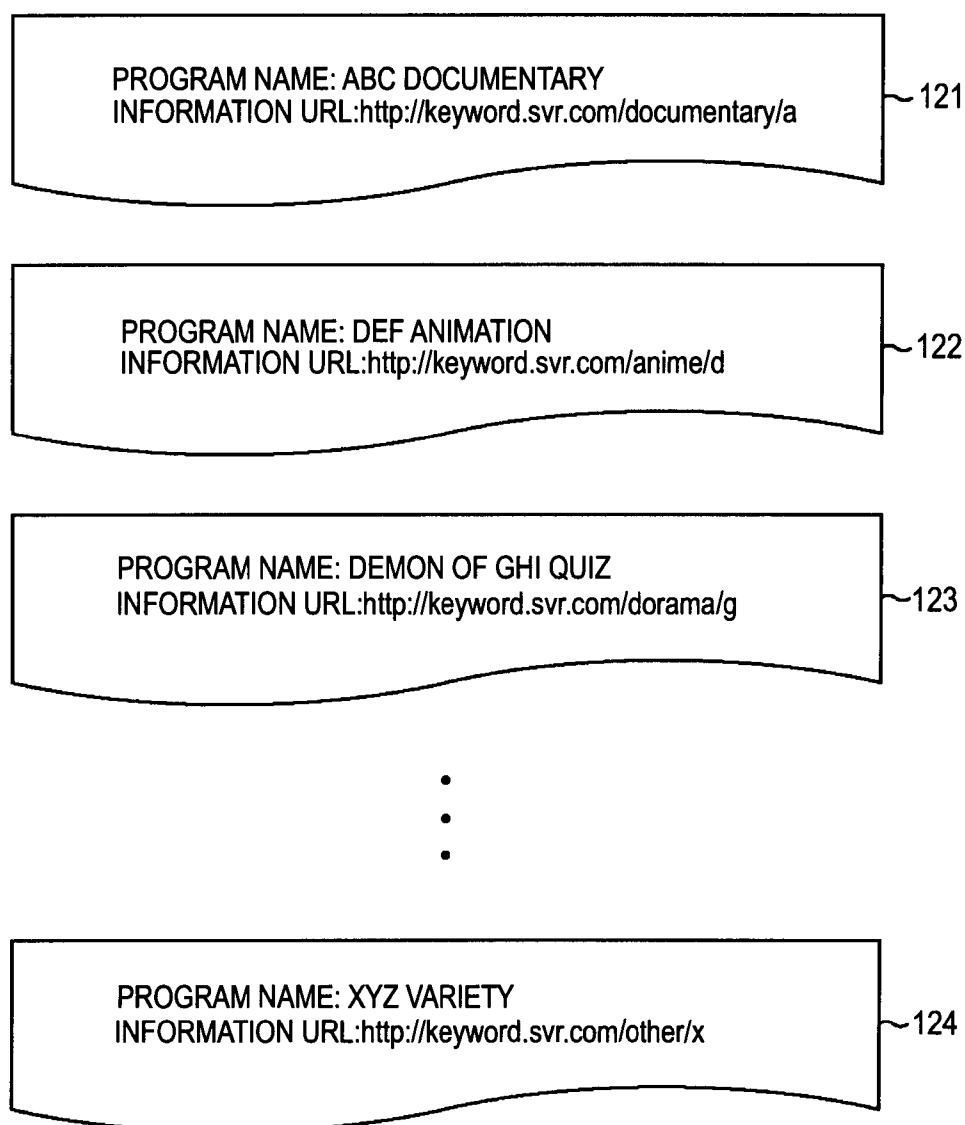 PROGRAM NAME: ABC DOCUMENTARY
INFORMATION URL:http://keyword.svr.com/documentary/a
121
PROGRAM NAME: DEF ANIMATION
INFORMATION URL:http://keyword.svr.com/anime/d
122
PROGRAM NAME: DEMON OF GHI QUIZ
INFORMATION URL:http://keyword.svr.com/dorama/g
123
PROGRAM NAME: XYZ VARIETY
INFORMATION URL:http://keyword.svr.com/other/x
124